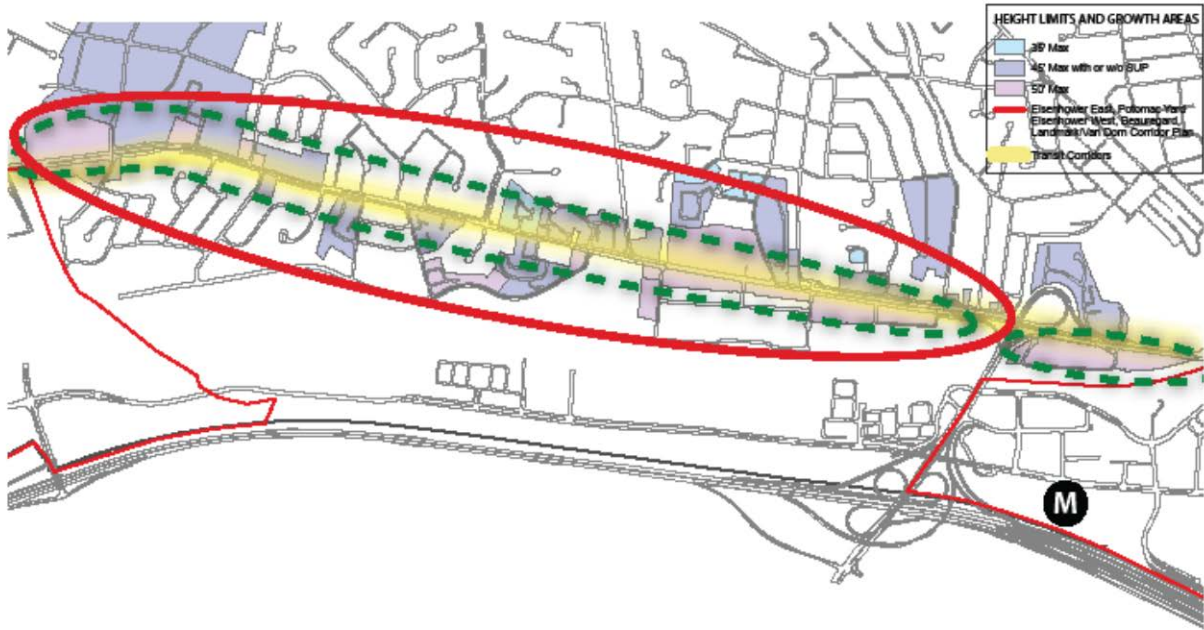 HEIGHT LIMITS AND GROWTH AREAS
35' Max
45' Max with or w/o SUP
50' Max
Eisenhower East, Potomac Yard
Eisenhower West, Beauregard,
Landmark/Van Dorn Corridor Plan
Transit Corridors
M